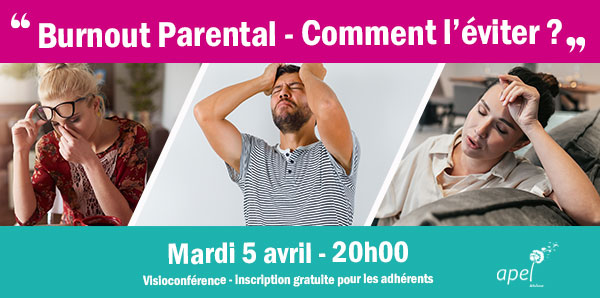 “ Burnout Parental - Comment l’éviter ? ”
Mardi 5 avril - 20h00
Visioconférence - Inscription gratuite pour les adhérents
apel